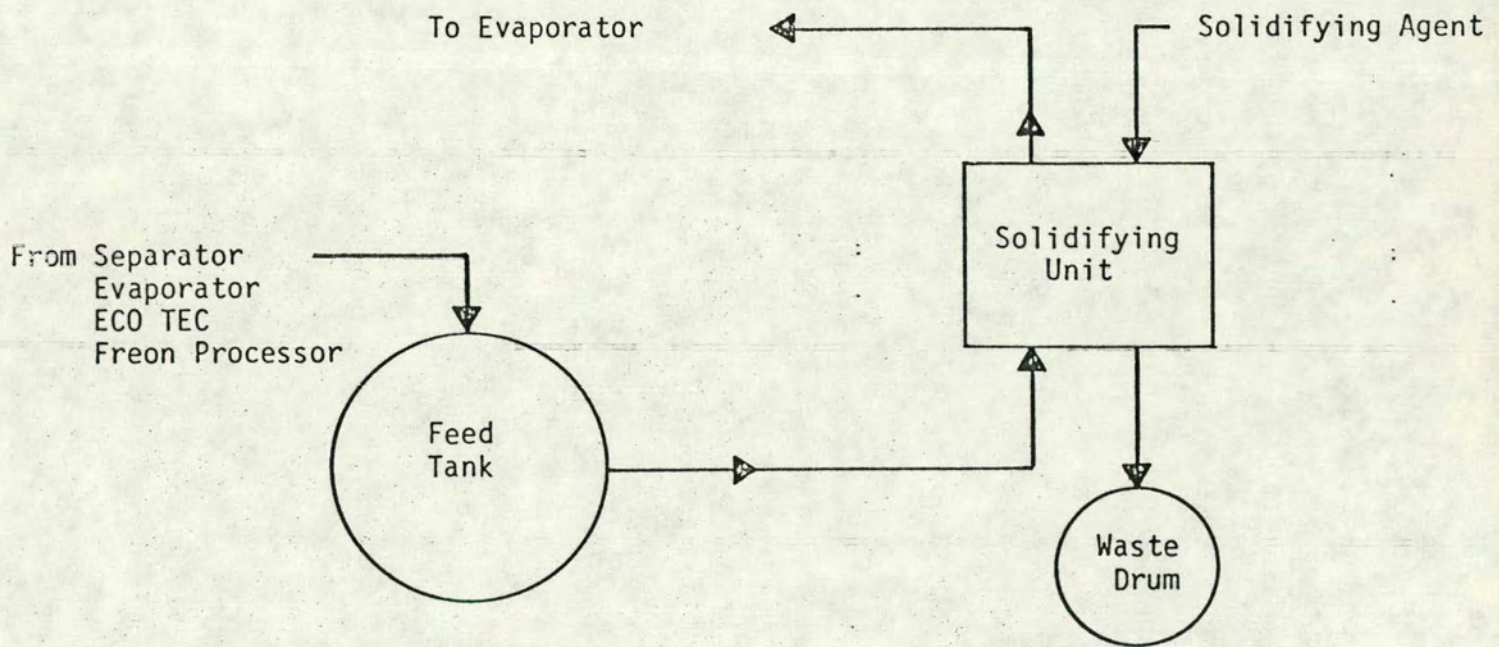 To Evaporator
Solidifying Agent
From Separator
Evaporator
ECO TEC
Freon Processor
Solidifying
Unit
Feed
Tank
Waste
Drum